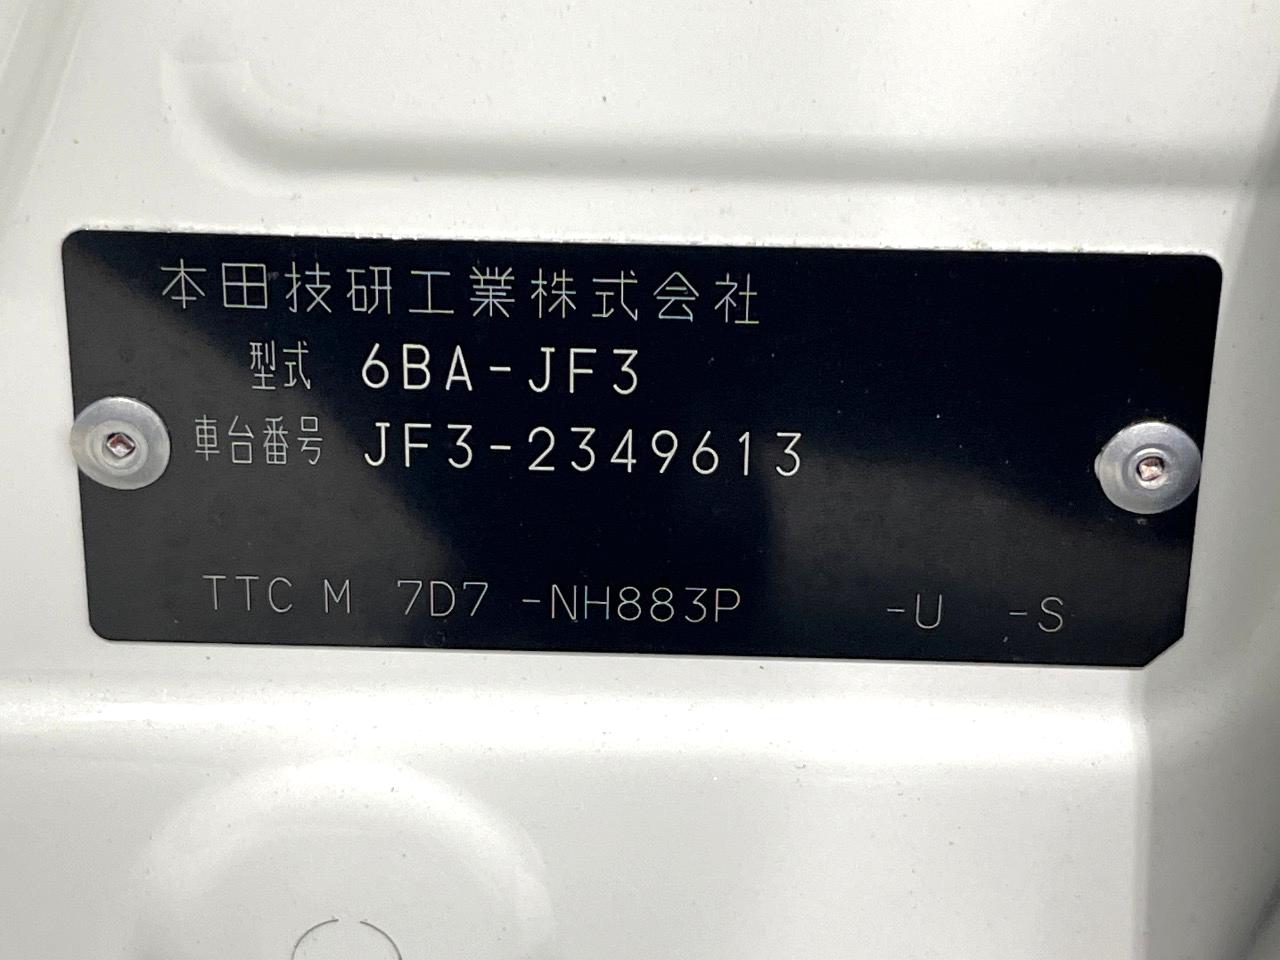 本田技研工業株式会社
型式 6BA-JF3
車台番号 JF3-2349613
TTC M 7D7 -NH883P -U -S